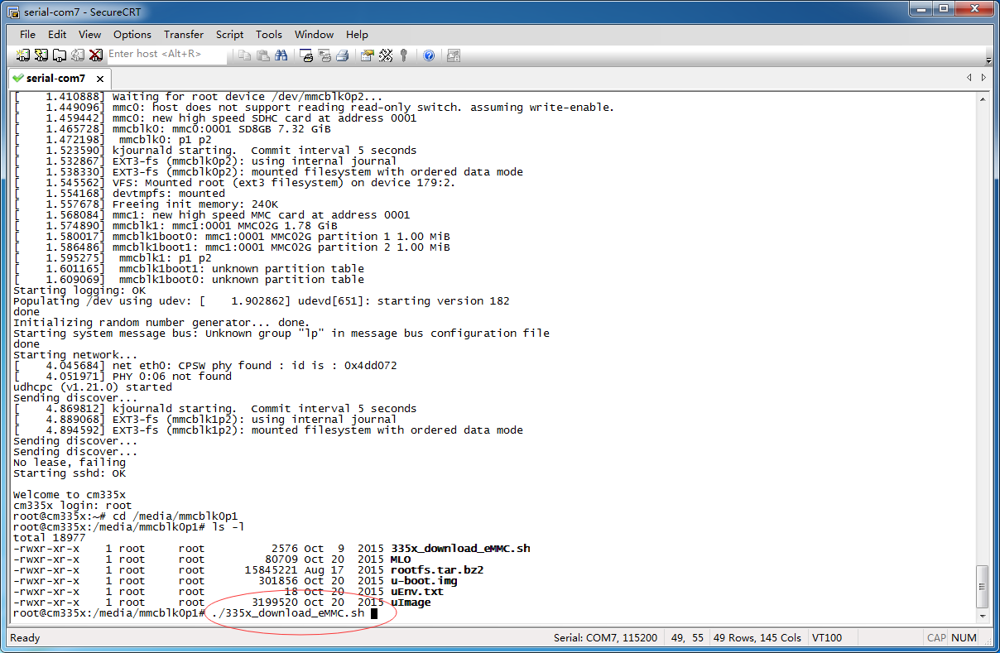 serial-com7 - SecureCRT
File Edit View Options Transfer Script Tools Window Help
Enter host <Alt+R>
serial-com7
[    1.410888] Waiting for root device /dev/mmcblk0p2...
[    1.449096] mmc0: host does not support reading read-only switch. assuming write-enable.
[    1.459442] mmc0: new high speed SDHC card at address 0001
[    1.465728] mmcblk0: mmc0:0001 SD8GB 7.32 GiB
[    1.472198]  mmcblk0: p1 p2
[    1.523590] kjournald starting.  Commit interval 5 seconds
[    1.532867] EXT3-fs (mmcblk0p2): using internal journal
[    1.538330] EXT3-fs (mmcblk0p2): mounted filesystem with ordered data mode
[    1.545562] VFS: Mounted root (ext3 filesystem) on device 179:2.
[    1.554168] devtmpfs: mounted
[    1.557678] Freeing init memory: 240K
[    1.568084] mmc1: new high speed MMC card at address 0001
[    1.574890] mmcblk1: mmc1:0001 MMC02G 1.78 GiB
[    1.580017] mmcblk1boot0: mmc1:0001 MMC02G partition 1 1.00 MiB
[    1.586486] mmcblk1boot1: mmc1:0001 MMC02G partition 2 1.00 MiB
[    1.595275]  mmcblk1: p1 p2
[    1.601165]  mmcblk1boot1: unknown partition table
[    1.609069]  mmcblk1boot0: unknown partition table
Starting logging: OK
Populating /dev using udev: [    1.902862] udevd[651]: starting version 182
done
Initializing random number generator... done.
Starting system message bus: Unknown group "lp" in message bus configuration file
done
Starting network...
[    4.045684] net eth0: CPSW phy found : id is : 0x4dd072
[    4.051971] PHY 0:06 not found
udhcpc (v1.21.0) started
Sending discover...
[    4.869812] kjournald starting.  Commit interval 5 seconds
[    4.889068] EXT3-fs (mmcblk1p2): using internal journal
[    4.894592] EXT3-fs (mmcblk1p2): mounted filesystem with ordered data mode
Sending discover...
Sending discover...
No lease, failing
Starting sshd: OK
Welcome to cm335x
cm335x login: root
root@cm335x:~# cd /media/mmcblk0p1
root@cm335x:/media/mmcblk0p1# ls -l
total 18977
-rwxr-xr-x    1 root     root          2576 Oct  9  2015 335x_download_eMMC.sh
-rwxr-xr-x    1 root     root         80709 Oct 20  2015 MLO
-rwxr-xr-x    1 root     root      15845221 Aug 17  2015 rootfs.tar.bz2
-rwxr-xr-x    1 root     root        301856 Oct 20  2015 u-boot.img
-rwxr-xr-x    1 root     root            18 Oct 20  2015 uEnv.txt
-rwxr-xr-x    1 root     root       3199520 Oct 20  2015 uImage
root@cm335x:/media/mmcblk0p1# ./335x_download_eMMC.sh
Ready Serial: COM7, 115200 49, 55 49 Rows, 145 Cols VT100 CAP NUM